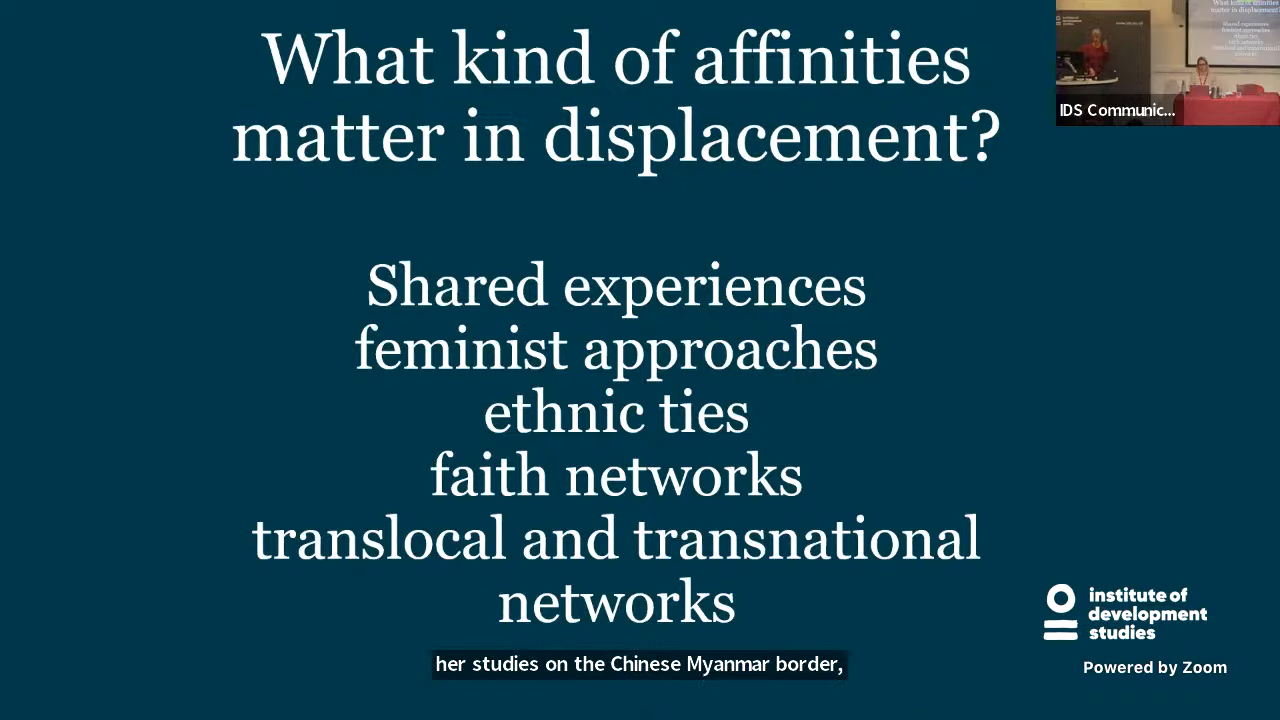 What kind of affinities
matter in displacement?
Shared experiences
feminist approaches
ethnic ties
faith networks
translocal and transnational
networks
her studies on the Chinese Myanmar border,
IDS Communic...
institute of
development
studies
Powered by Zoom